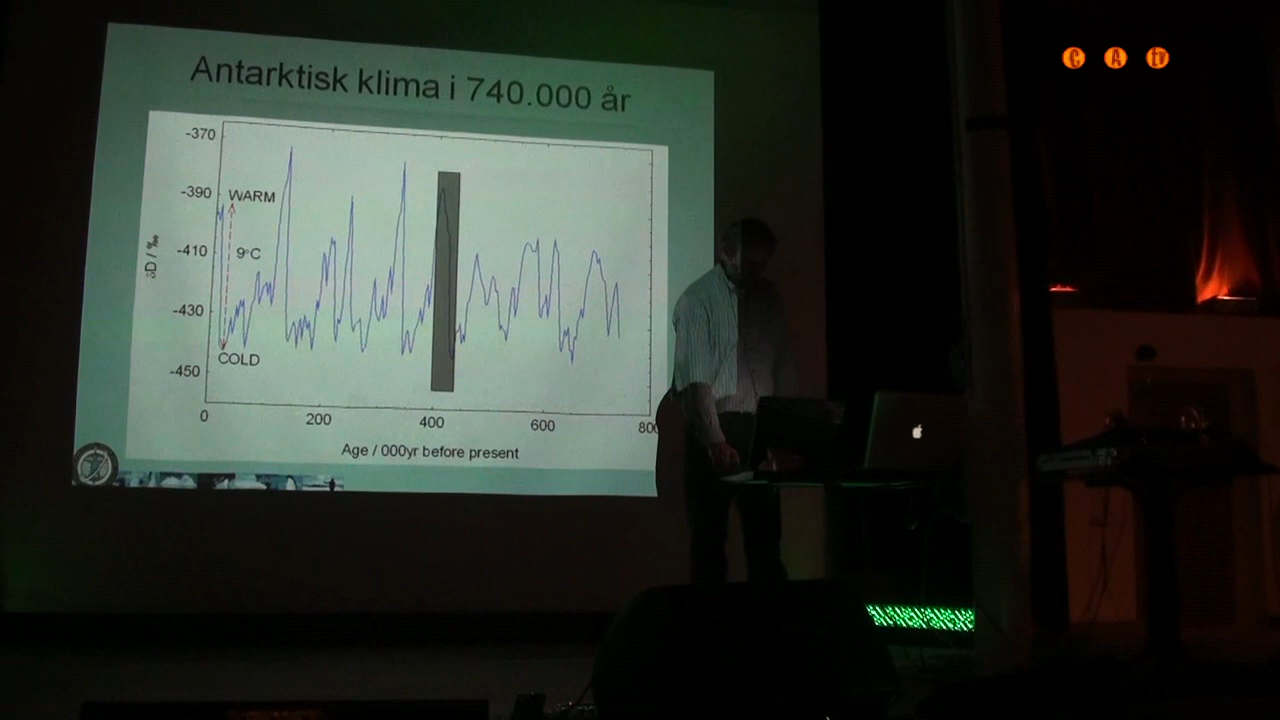 C A tv
Antarktisk klima i 740.000 år
-370
-390
WARM
-410
9°C
δD / ‰
-430
COLD
-450
0 200 400 600 800
Age / 000yr before present